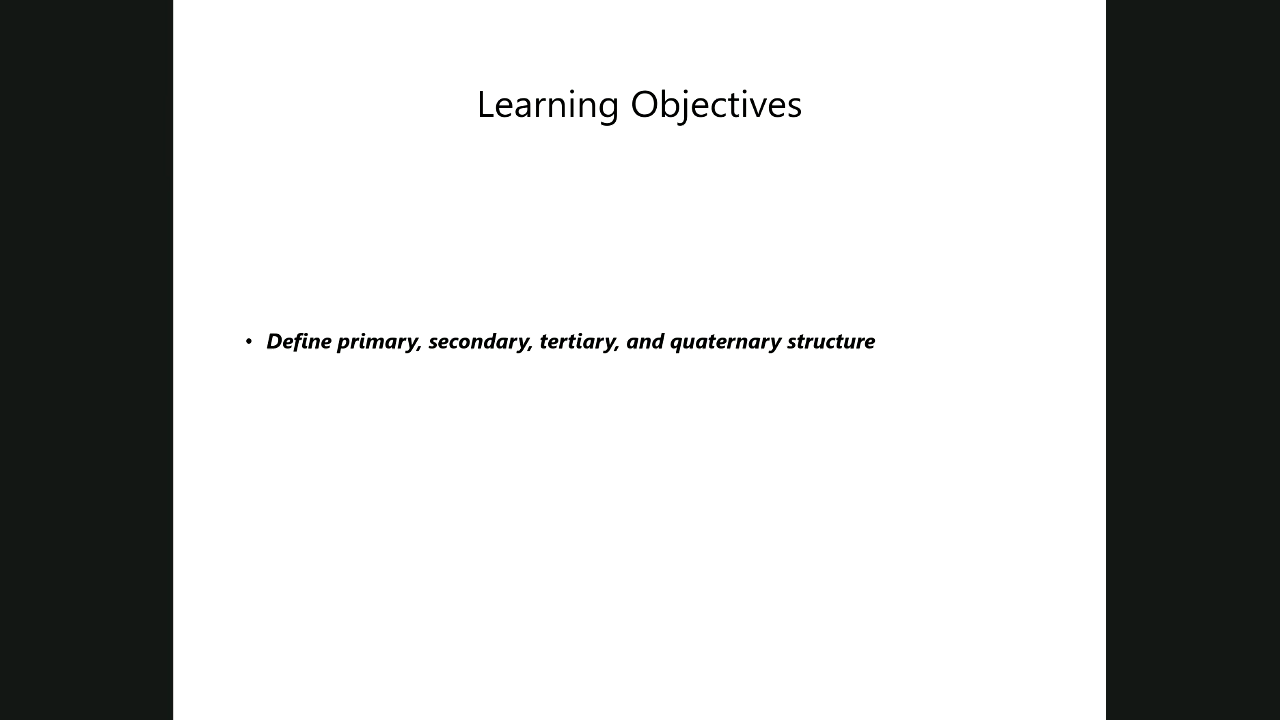 Learning Objectives
• Define primary, secondary, tertiary, and quaternary structure